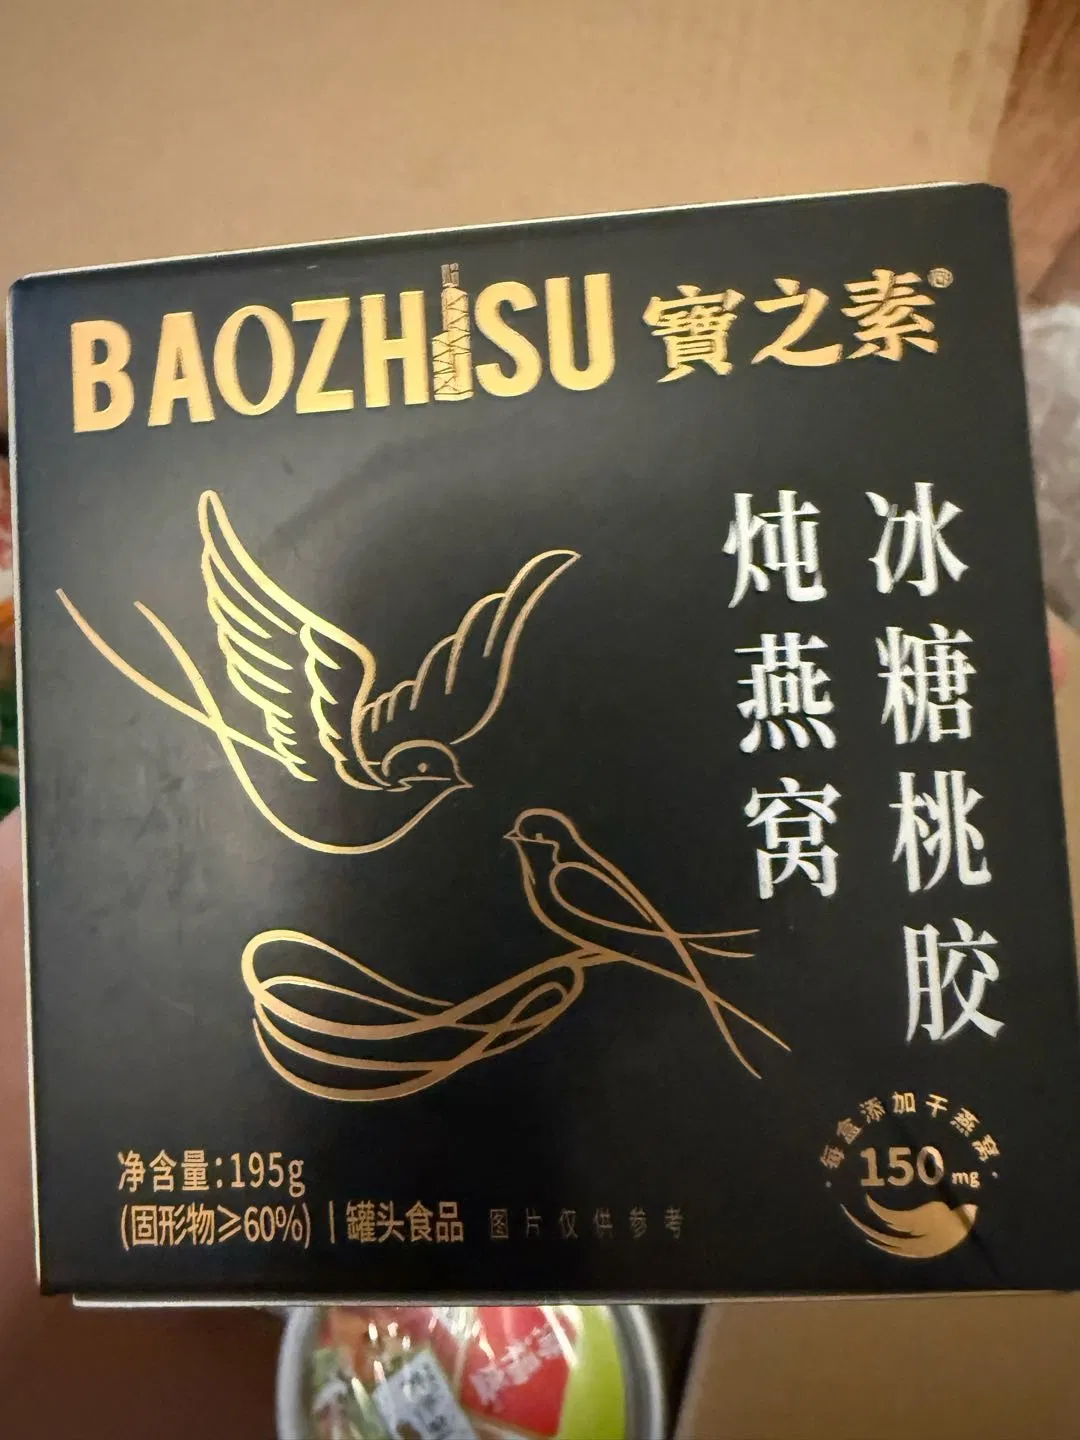 BAOZHISU 寶之素®
冰糖桃胶
炖燕窝
·每盒添加干燕窝·
150mg
净含量:195g
(固形物≥60%) | 罐头食品 图片仅供参考